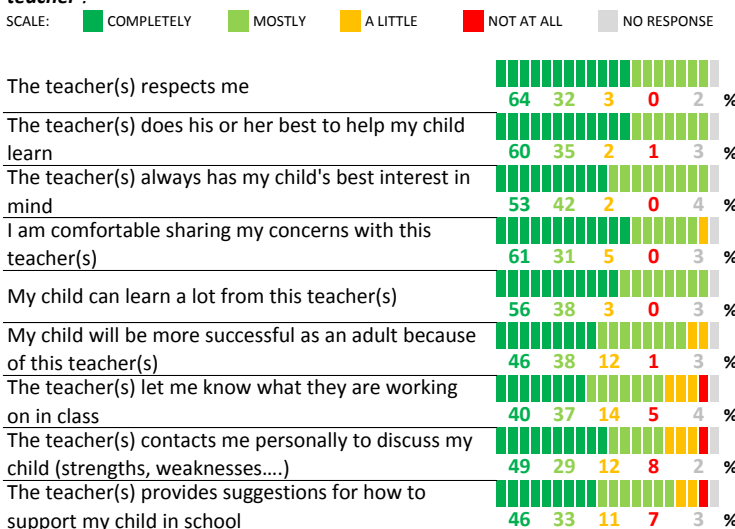 teacher".
SCALE: COMPLETELY MOSTLY A LITTLE NOT AT ALL NO RESPONSE
The teacher(s) respects me
64 32 3 0 2 %
The teacher(s) does his or her best to help my child
learn
60 35 2 1 3 %
The teacher(s) always has my child's best interest in
mind
53 42 2 0 4 %
I am comfortable sharing my concerns with this
teacher(s)
61 31 5 0 3 %
My child can learn a lot from this teacher(s)
56 38 3 0 3 %
My child will be more successful as an adult because
of this teacher(s)
46 38 12 1 3 %
The teacher(s) let me know what they are working
on in class
40 37 14 5 4 %
The teacher(s) contacts me personally to discuss my
child (strengths, weaknesses....)
49 29 12 8 2 %
The teacher(s) provides suggestions for how to
support my child in school
46 33 11 7 3 %